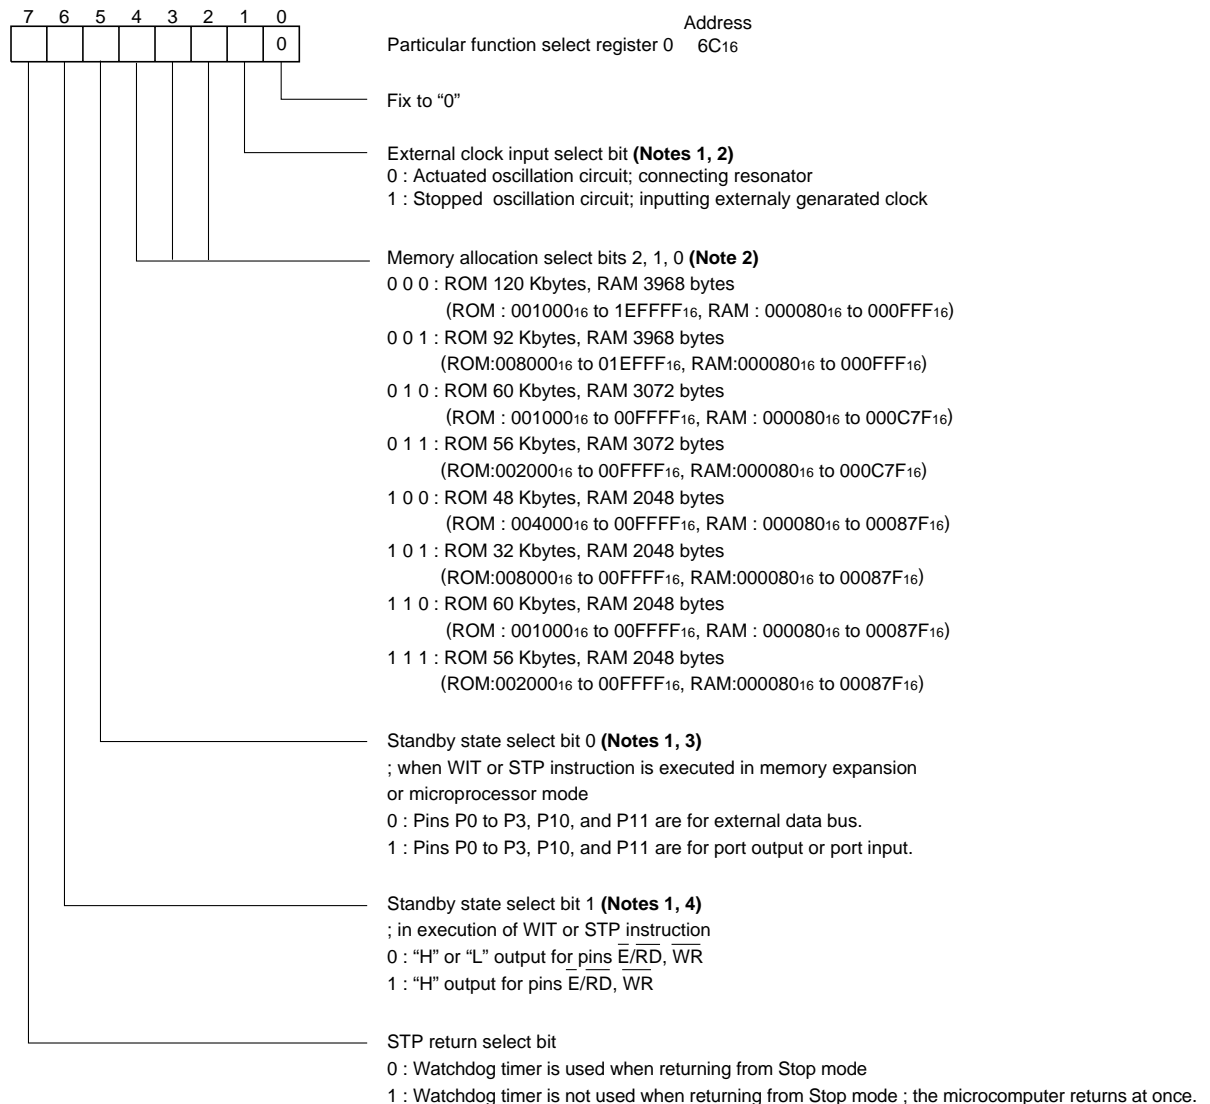 7 6 5 4 3 2 1 0
Address
0
Particular function select register 0 6C16
Fix to “0”
External clock input select bit (Notes 1, 2)
0 : Actuated oscillation circuit; connecting resonator
1 : Stopped oscillation circuit; inputting externaly genarated clock
Memory allocation select bits 2, 1, 0 (Note 2)
0 0 0 : ROM 120 Kbytes, RAM 3968 bytes
(ROM : 00100016 to 1EFFFF16, RAM : 00008016 to 000FFF16)
0 0 1 : ROM 92 Kbytes, RAM 3968 bytes
(ROM:00800016 to 01EFFF16, RAM:00008016 to 000FFF16)
0 1 0 : ROM 60 Kbytes, RAM 3072 bytes
(ROM : 00100016 to 00FFFF16, RAM : 00008016 to 000C7F16)
0 1 1 : ROM 56 Kbytes, RAM 3072 bytes
(ROM:00200016 to 00FFFF16, RAM:00008016 to 000C7F16)
1 0 0 : ROM 48 Kbytes, RAM 2048 bytes
(ROM : 00400016 to 00FFFF16, RAM : 00008016 to 00087F16)
1 0 1 : ROM 32 Kbytes, RAM 2048 bytes
(ROM:00800016 to 00FFFF16, RAM:00008016 to 00087F16)
1 1 0 : ROM 60 Kbytes, RAM 2048 bytes
(ROM : 00100016 to 00FFFF16, RAM : 00008016 to 00087F16)
1 1 1 : ROM 56 Kbytes, RAM 2048 bytes
(ROM:00200016 to 00FFFF16, RAM:00008016 to 00087F16)
Standby state select bit 0 (Notes 1, 3)
; when WIT or STP instruction is executed in memory expansion
or microprocessor mode
0 : Pins P0 to P3, P10, and P11 are for external data bus.
1 : Pins P0 to P3, P10, and P11 are for port output or port input.
Standby state select bit 1 (Notes 1, 4)
; in execution of WIT or STP instruction
0 : “H” or “L” output for pins E̅/R̅D̅, W̅R̅
1 : “H” output for pins E̅/R̅D̅, W̅R̅
STP return select bit
0 : Watchdog timer is used when returning from Stop mode
1 : Watchdog timer is not used when returning from Stop mode ; the microcomputer returns at once.